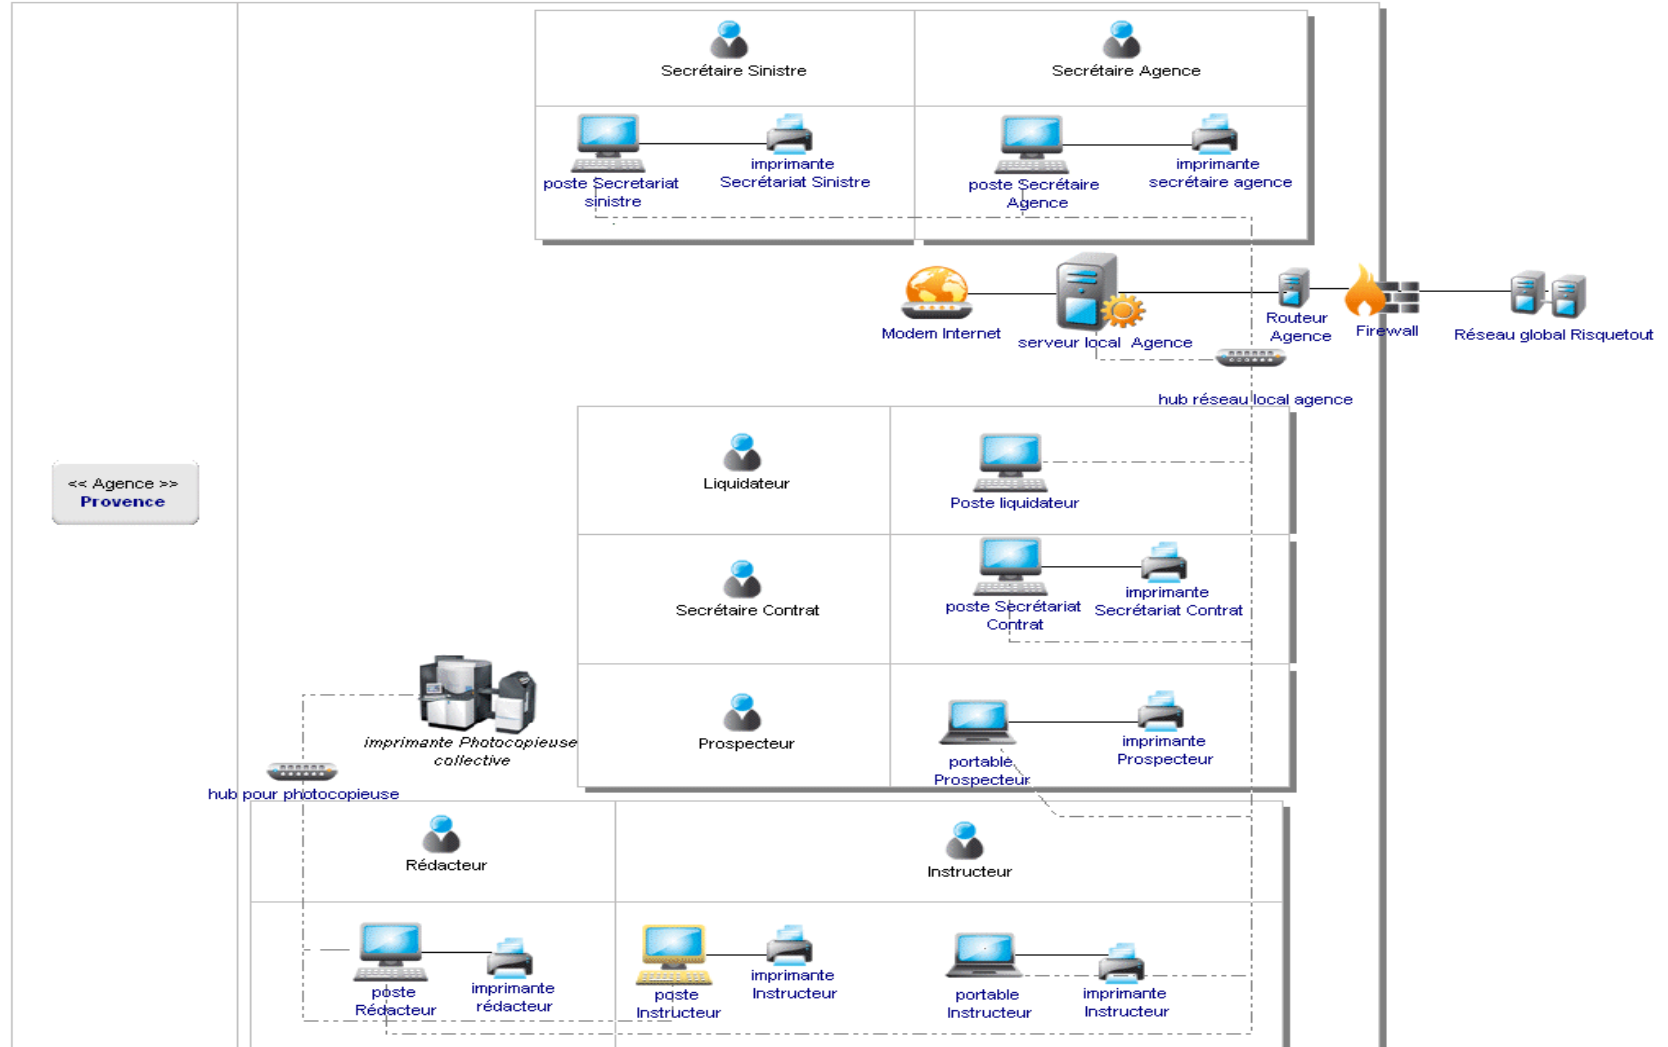 Secrétaire Sinistre
Secrétaire Agence
poste Secretariat
sinistre
imprimante
Secrétariat Sinistre
poste Secrétaire
Agence
imprimante
secrétaire agence
Modem Internet
serveur local Agence
Routeur
Agence
Firewall
Réseau global Risquetout
hub réseau local agence
<< Agence >>
Provence
Liquidateur
Poste liquidateur
Secrétaire Contrat
poste Secrétariat
Contrat
imprimante
Secrétariat Contrat
imprimante Photocopieuse
collective
Prospecteur
portable
Prospecteur
imprimante
Prospecteur
hub pour photocopieuse
Rédacteur
Instructeur
poste
Rédacteur
imprimante
rédacteur
poste
Instructeur
imprimante
Instructeur
portable
Instructeur
imprimante
Instructeur